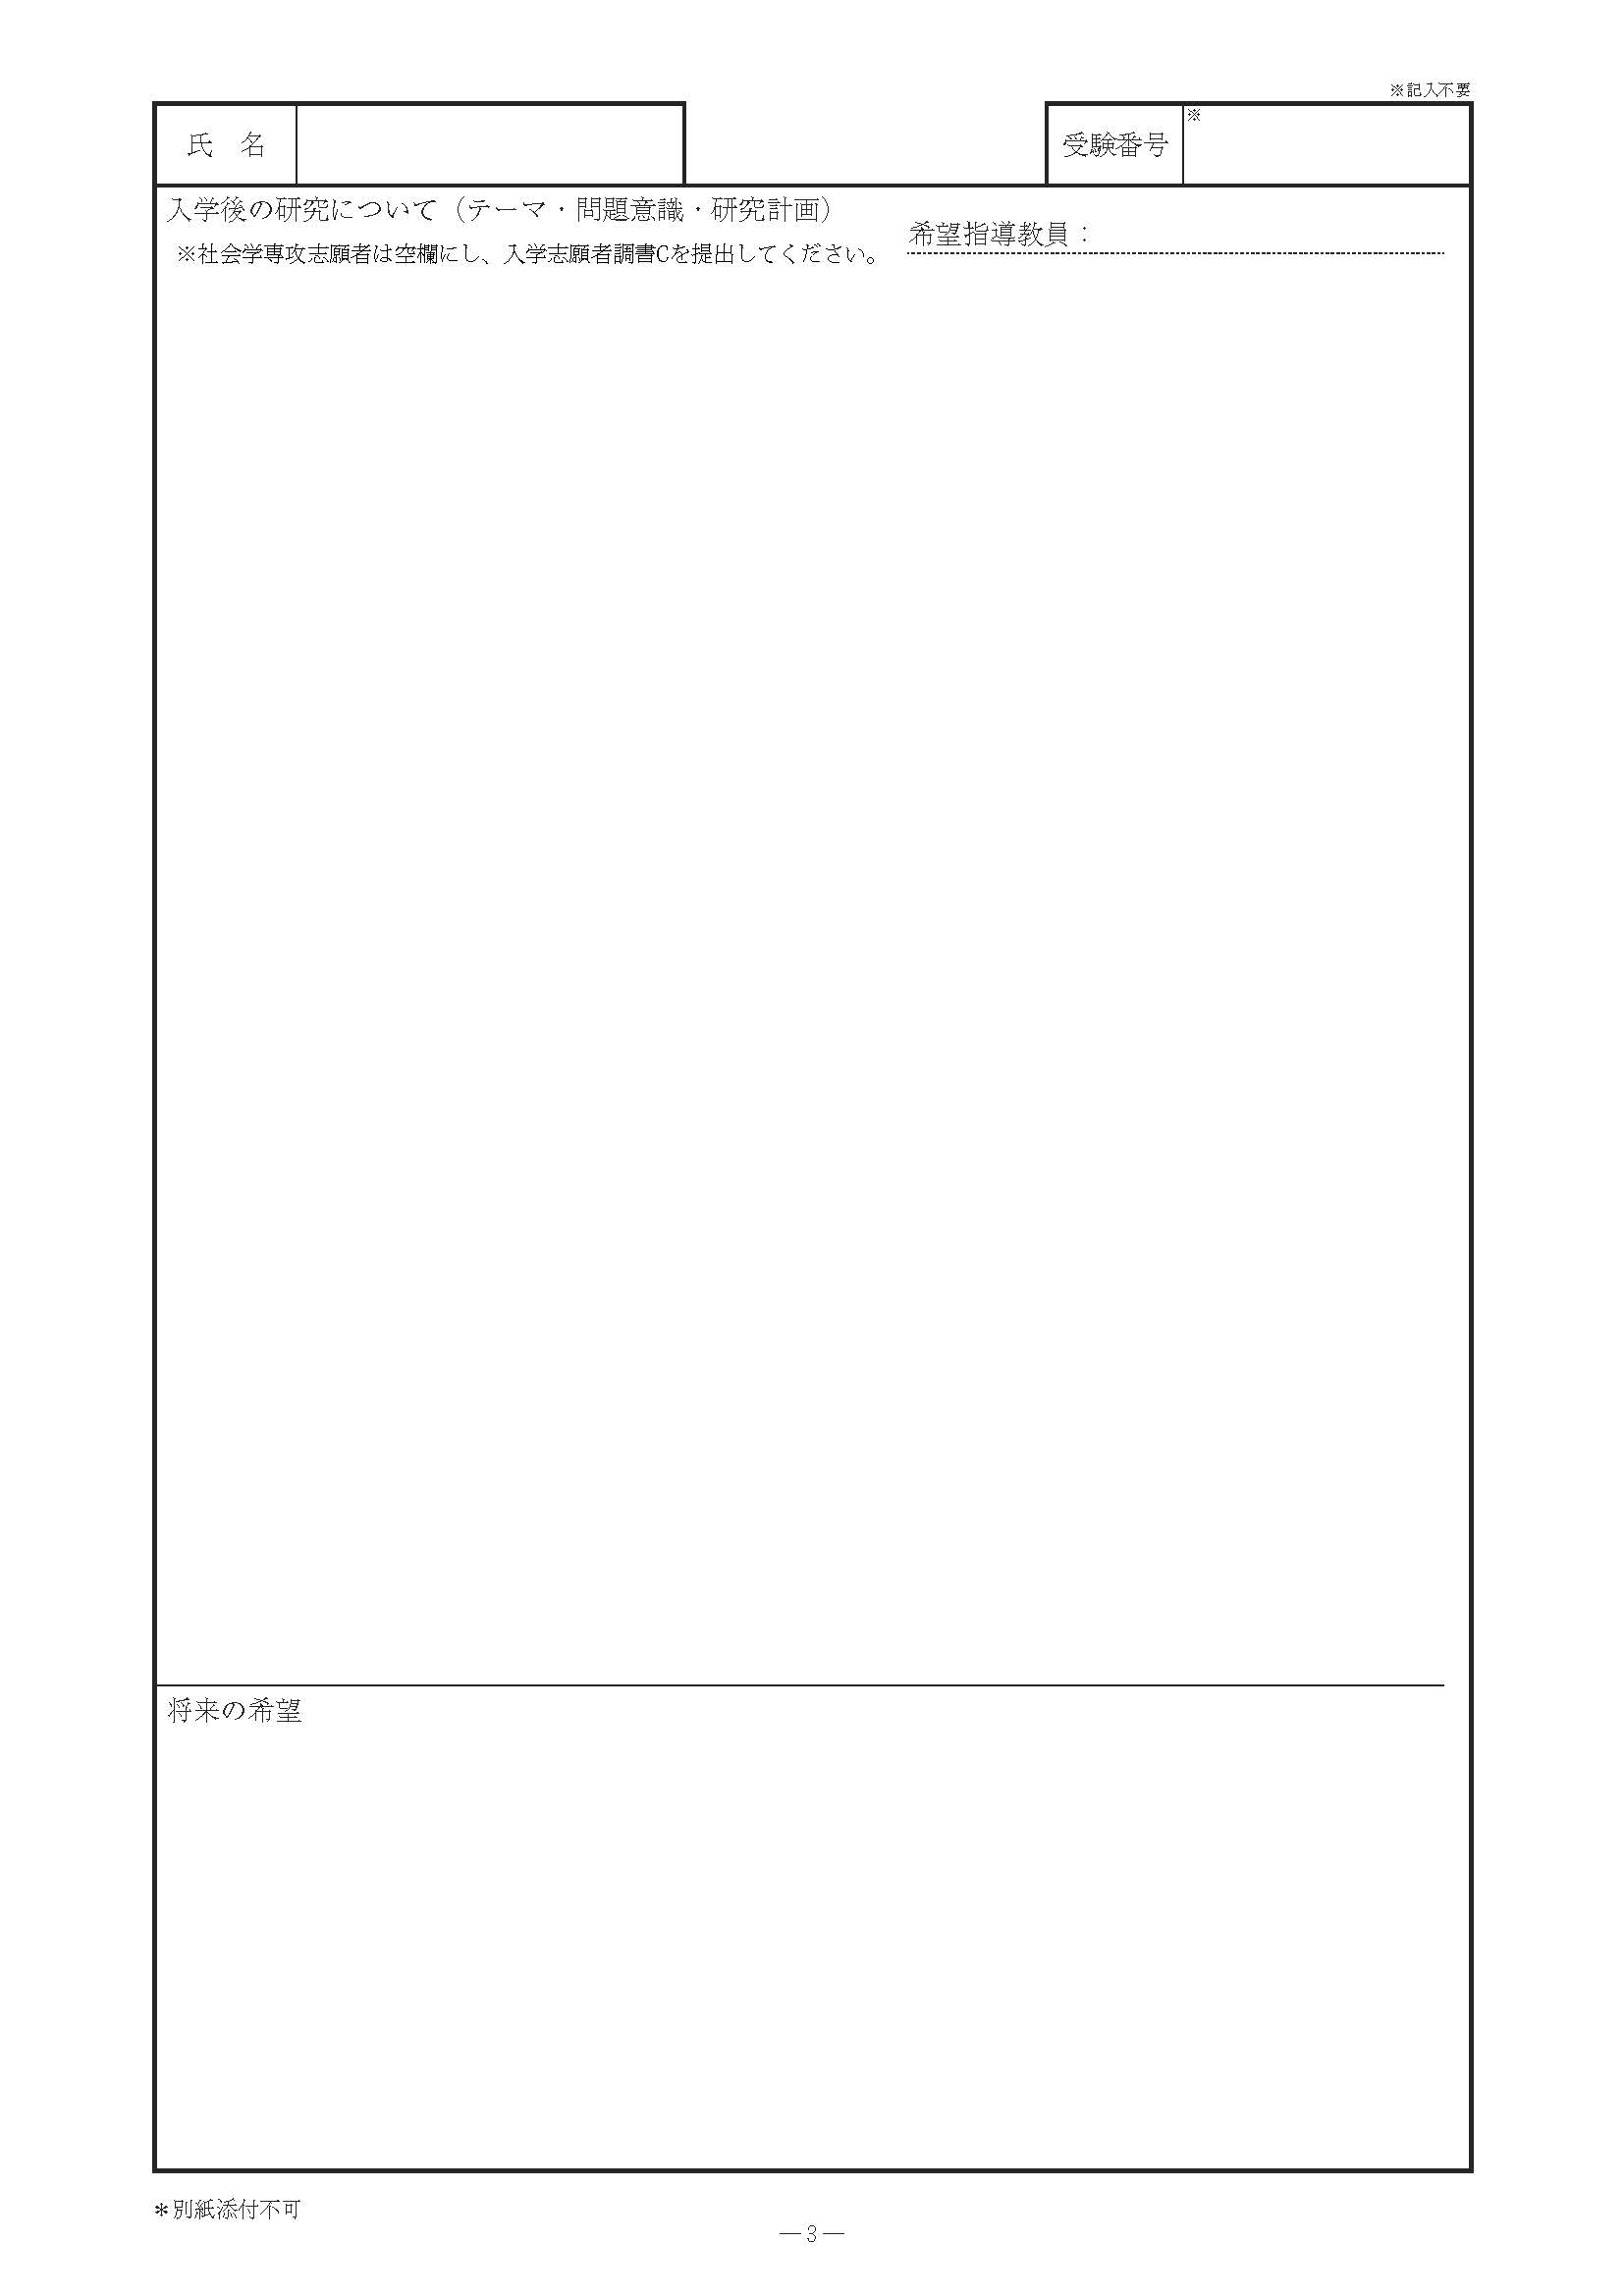 ※記入不要
氏　名
受験番号
※
入学後の研究について（テーマ・問題意識・研究計画）
希望指導教員：
※社会学専攻志願者は空欄にし、入学志願者調書Cを提出してください。
将来の希望
＊別紙添付不可
― 3 ―